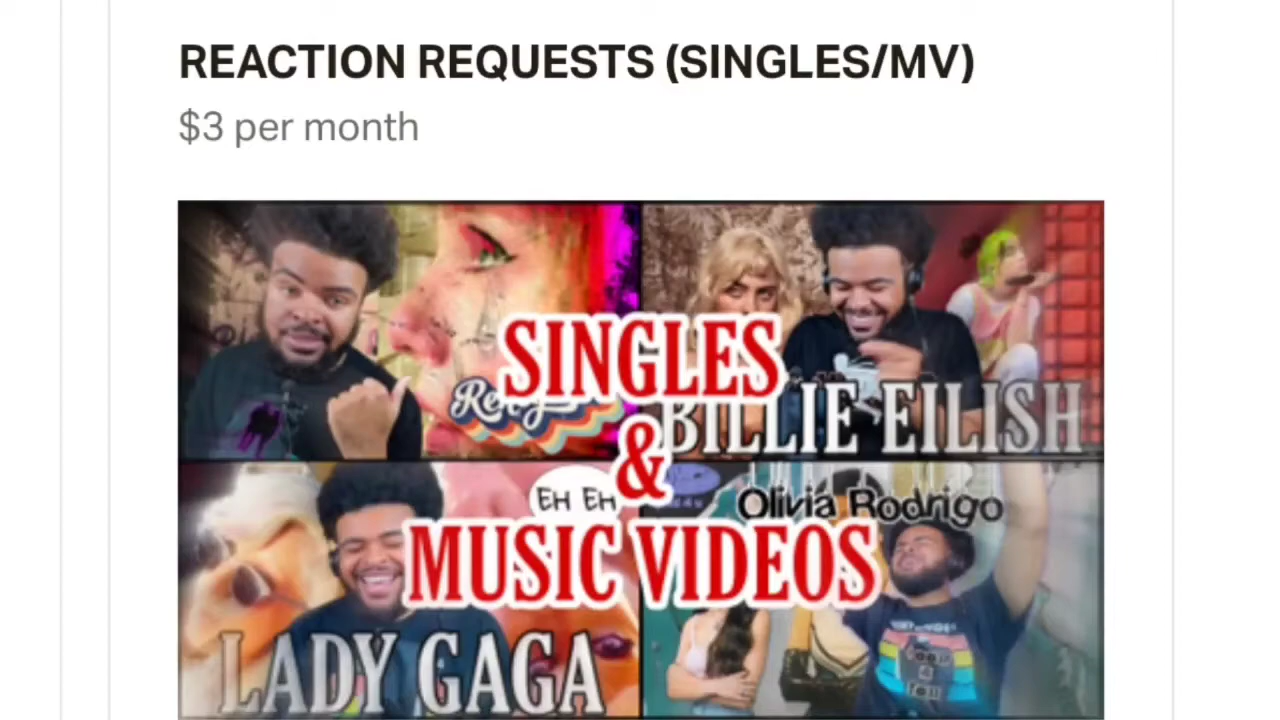 REACTION REQUESTS (SINGLES/MV)
$3 per month
SINGLES
BILLIE EILISH
&
EH EH
Olivia Rodrigo
MUSIC VIDEOS
LADY GAGA